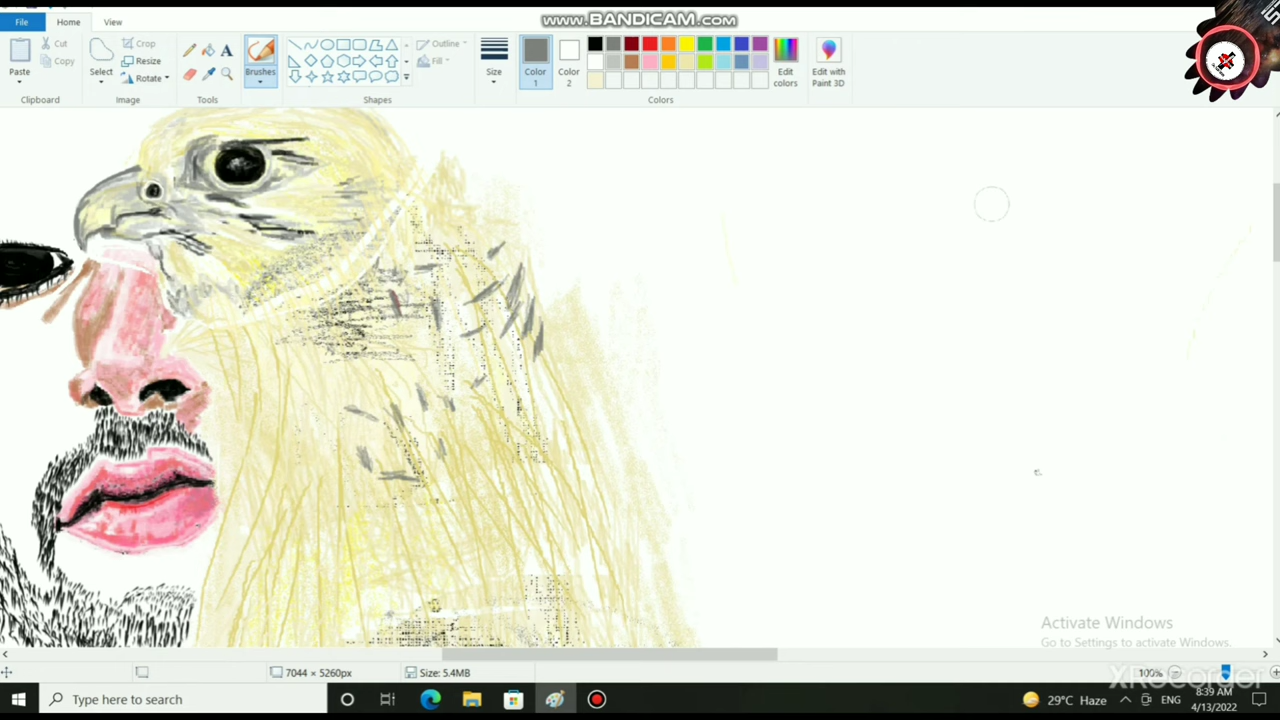 www.BANDICAM.com
File Home View
Paste
Cut
Copy
Clipboard
Select
Crop
Resize
Rotate
Image
Tools
Brushes
Shapes
Outline
Fill
Size
Color
1
Color
2
Colors
Edit
colors
Edit with
Paint 3D
Activate Windows
Go to Settings to activate Windows.
7044 × 5260px
Size: 5.4MB
100%
XRecorder
Type here to search
29°C Haze
ENG
8:39 AM
4/13/2022